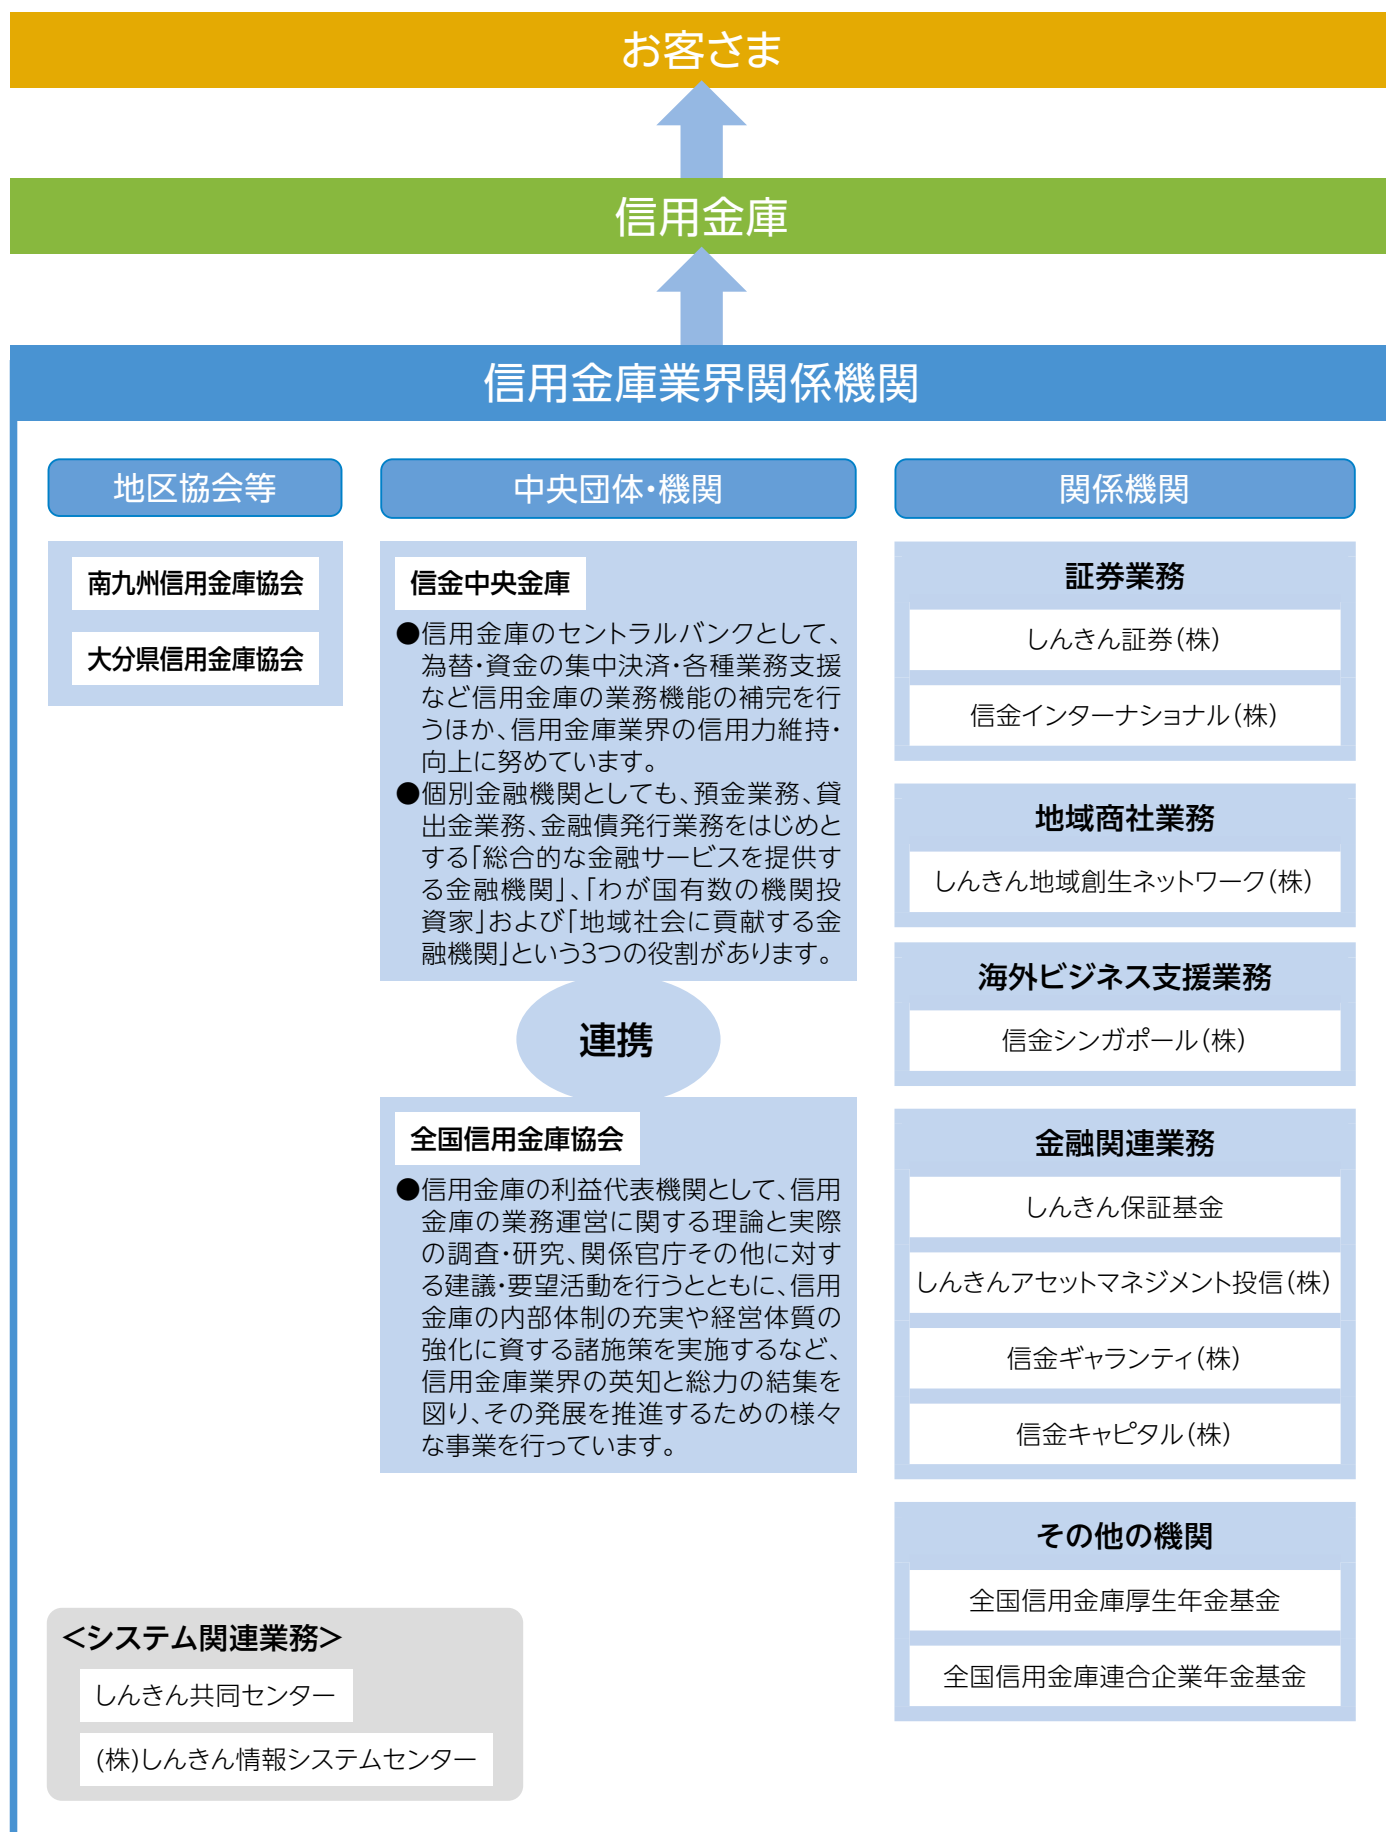 お客さま
信用金庫
信用金庫業界関係機関
地区協会等
南九州信用金庫協会
大分県信用金庫協会
中央団体・機関
信金中央金庫
●信用金庫のセントラルバンクとして、
為替・資金の集中決済・各種業務支援
など信用金庫の業務機能の補完を行
うほか、信用金庫業界の信用力維持・
向上に努めています。
●個別金融機関としても、預金業務、貸
出金業務、金融債発行業務をはじめと
する「総合的な金融サービスを提供す
る金融機関」、「わが国有数の機関投
資家」および「地域社会に貢献する金
融機関」という3つの役割があります。
連携
全国信用金庫協会
●信用金庫の利益代表機関として、信用
金庫の業務運営に関する理論と実際
の調査・研究、関係官庁その他に対す
る建議・要望活動を行うとともに、信用
金庫の内部体制の充実や経営体質の
強化に資する諸施策を実施するなど、
信用金庫業界の英知と総力の結集を
図り、その発展を推進するための様々
な事業を行っています。
関係機関
証券業務
しんきん証券(株)
信金インターナショナル(株)
地域商社業務
しんきん地域創生ネットワーク(株)
海外ビジネス支援業務
信金シンガポール(株)
金融関連業務
しんきん保証基金
しんきんアセットマネジメント投信(株)
信金ギャランティ(株)
信金キャピタル(株)
その他の機関
全国信用金庫厚生年金基金
全国信用金庫連合企業年金基金
<システム関連業務>
しんきん共同センター
(株)しんきん情報システムセンター